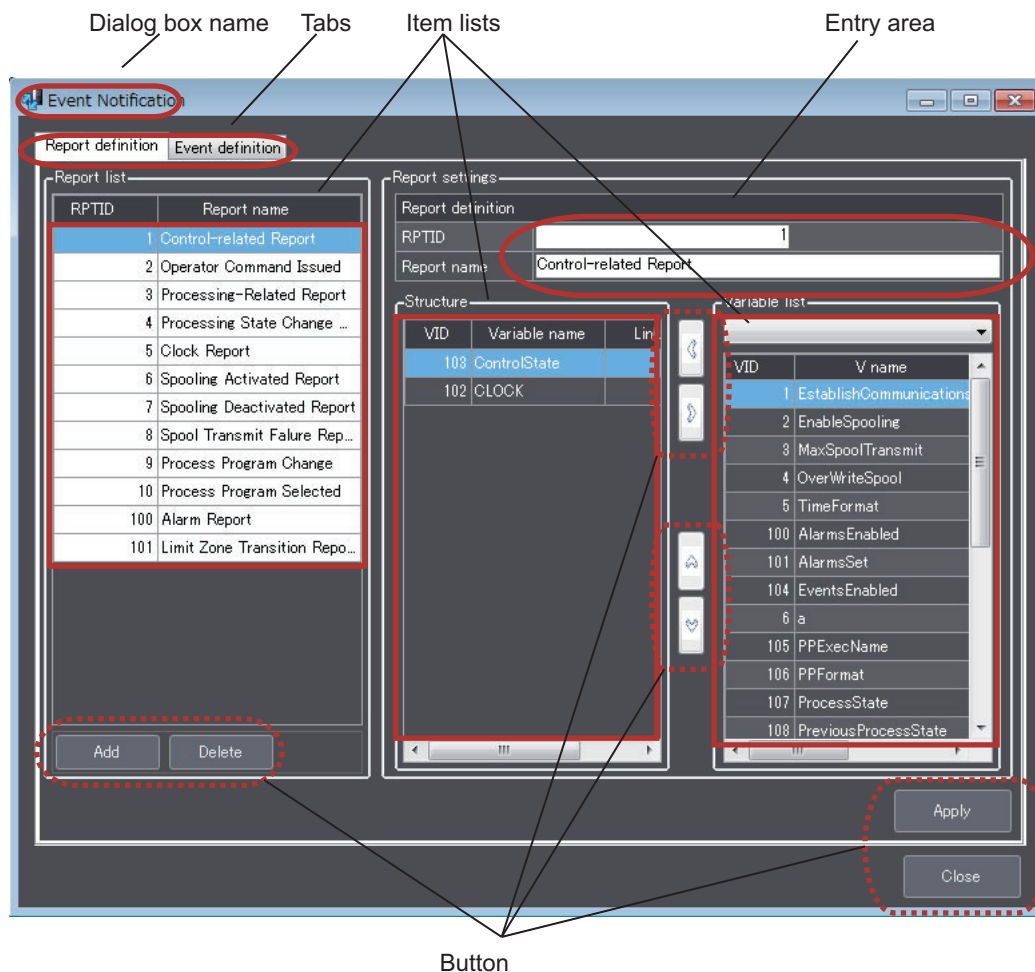 Dialog box name Tabs Item lists Entry area
Event Notification
Report definition Event definition
Report list
RPTID Report name
1 Control-related Report
2 Operator Command Issued
3 Processing-Related Report
4 Processing State Change ...
5 Clock Report
6 Spooling Activated Report
7 Spooling Deactivated Report
8 Spool Transmit Falure Rep...
9 Process Program Change
10 Process Program Selected
100 Alarm Report
101 Limit Zone Transition Repo...
Add Delete
Report settings
Report definition
RPTID 1
Report name Control-related Report
Structure
VID Variable name Lin
103 ControlState
102 CLOCK
Variable list
VID V name
1 EstablishCommunications
2 EnableSpooling
3 MaxSpoolTransmit
4 OverWriteSpool
5 TimeFormat
100 AlarmsEnabled
101 AlarmsSet
104 EventsEnabled
6 a
105 PPExecName
106 PPFormat
107 ProcessState
108 PreviousProcessState
Apply
Close
Button